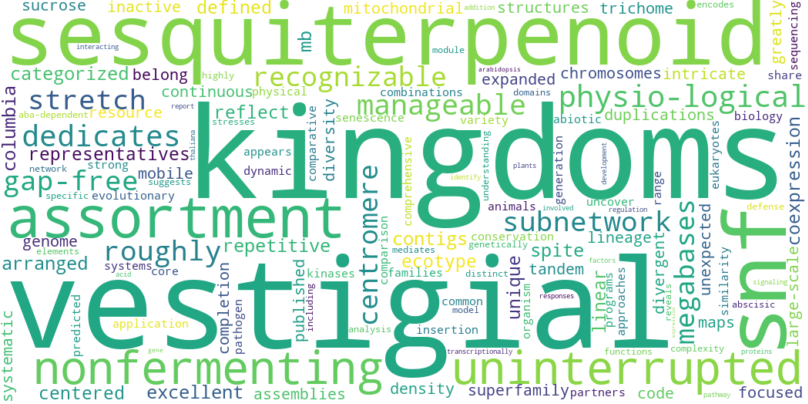 sucrose inactive defined mitochondrial addition structures trichome encodes
sesquiterpenoid
interacting mb module greatly sequencing
categorized belong highly recognizable arabidopsis expanded chromosomes intricate share
columbia stretch continuous physical combinations domains physio-logical
aba-dependent resource reflect stresses senescence manageable variety abiotic duplications biology
dedicates report thaliana kingdoms
representatives appears comparative diversity comprehensive understanding plants generation development eukaryotes coexpression
network strong mobile dynamic identify range
gap-free suggests
specific evolutionary animals uncover defense
assortment centromere involved regulation
genome repetitive contigs conservation subnetwork lineage megabases unexpected snf
elements roughly comparison mediates genetically spite divergent similarity
arranged systems core kinases ecotype families distinct unique tandem factors large-scale
acid completion pathogen published including common model organism responses linear programs approaches reveals maps abscisic signaling
vestigial
systematic predicted application analysis insertion
gene transcriptionally functions complexity proteins
nonfermenting uninterrupted
centered excellent assemblies density superfamily partners code pathway focused